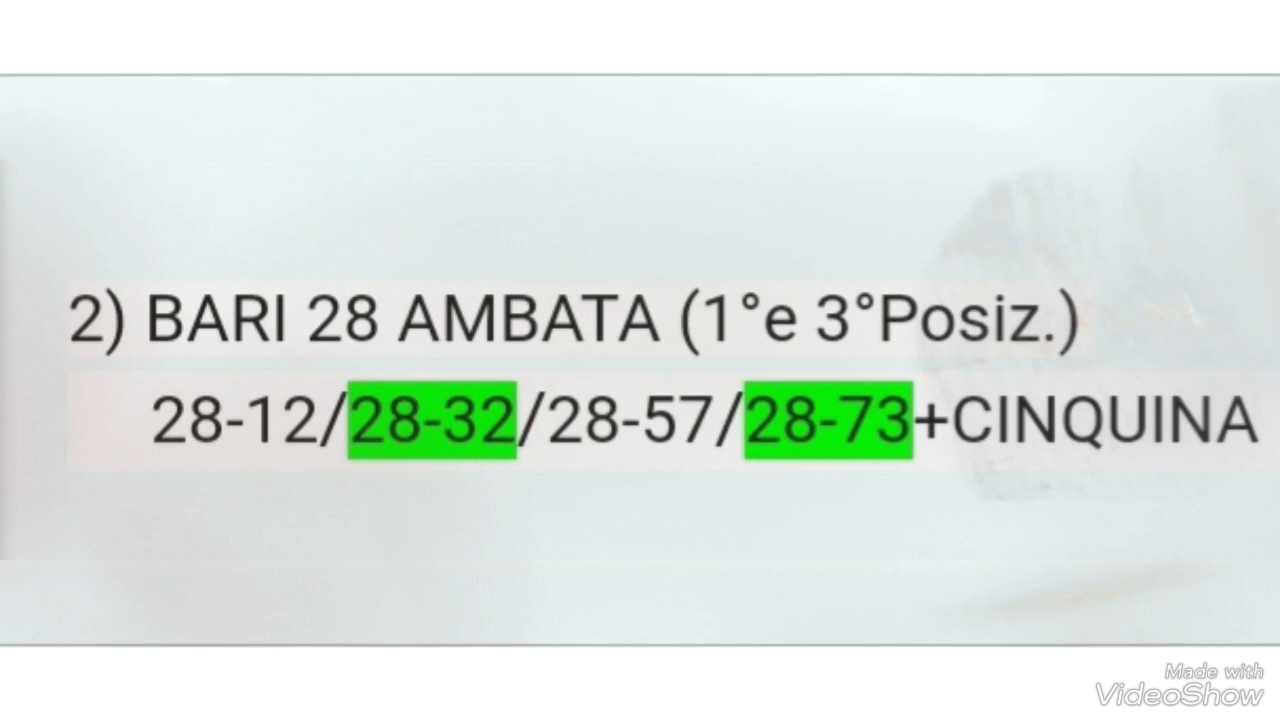 2) BARI 28 AMBATA (1°e 3°Posiz.)
28-12/28-32/28-57/28-73+CINQUINA
Made with
VideoShow